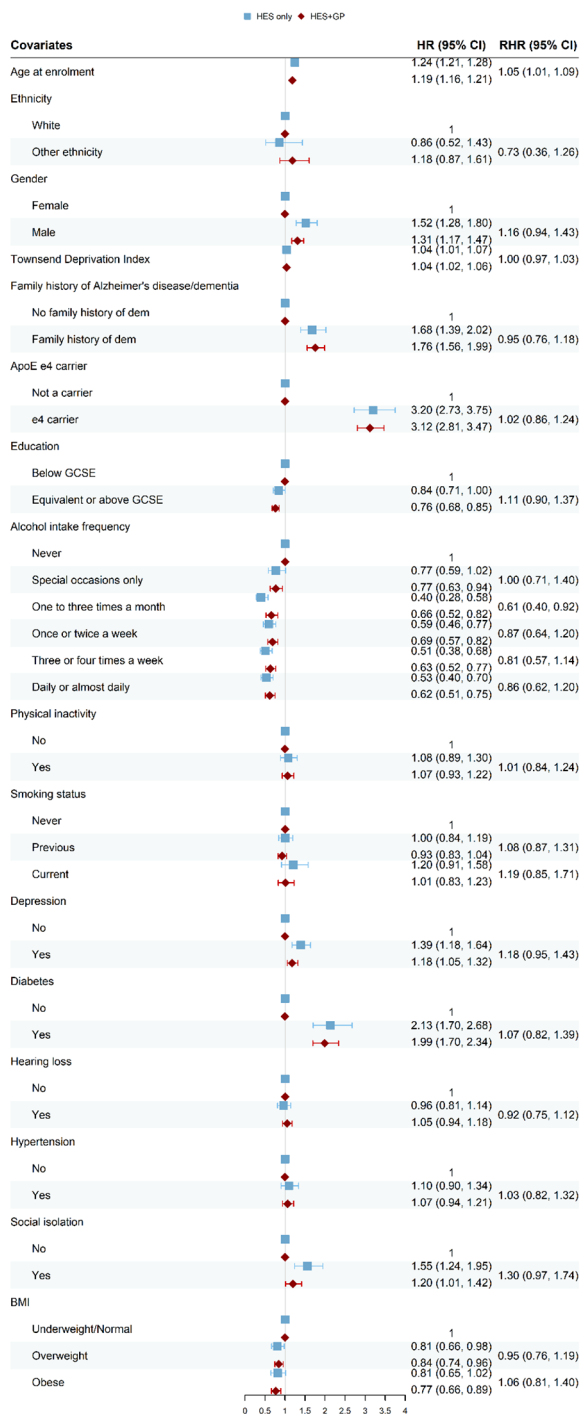 HES only HES+GP
Covariates HR (95% CI) RHR (95% CI)
1.24 (1.21, 1.28)
Age at enrolment 1.05 (1.01, 1.09)
1.19 (1.16, 1.21)
Ethnicity
White 1
0.86 (0.52, 1.43)
Other ethnicity 0.73 (0.36, 1.26)
1.18 (0.87, 1.61)
Gender
Female 1
1.52 (1.28, 1.80)
Male 1.16 (0.94, 1.43)
1.31 (1.17, 1.47)
1.04 (1.01, 1.07)
Townsend Deprivation Index 1.00 (0.97, 1.03)
1.04 (1.02, 1.06)
Family history of Alzheimer's disease/dementia
No family history of dem 1
1.68 (1.39, 2.02)
Family history of dem 0.95 (0.76, 1.18)
1.76 (1.56, 1.99)
ApoE e4 carrier
Not a carrier 1
3.20 (2.73, 3.75)
e4 carrier 1.02 (0.86, 1.24)
3.12 (2.81, 3.47)
Education
Below GCSE 1
0.84 (0.71, 1.00)
Equivalent or above GCSE 1.11 (0.90, 1.37)
0.76 (0.68, 0.85)
Alcohol intake frequency
Never 1
0.77 (0.59, 1.02)
Special occasions only 1.00 (0.71, 1.40)
0.77 (0.63, 0.94)
0.40 (0.28, 0.58)
One to three times a month 0.61 (0.40, 0.92)
0.66 (0.52, 0.82)
0.59 (0.46, 0.77)
Once or twice a week 0.87 (0.64, 1.20)
0.69 (0.57, 0.82)
0.51 (0.38, 0.68)
Three or four times a week 0.81 (0.57, 1.14)
0.63 (0.52, 0.77)
0.53 (0.40, 0.70)
Daily or almost daily 0.86 (0.62, 1.20)
0.62 (0.51, 0.75)
Physical inactivity
No 1
1.08 (0.89, 1.30)
Yes 1.01 (0.84, 1.24)
1.07 (0.93, 1.22)
Smoking status
Never 1
1.00 (0.84, 1.19)
Previous 1.08 (0.87, 1.31)
0.93 (0.83, 1.04)
1.20 (0.91, 1.58)
Current 1.19 (0.85, 1.71)
1.01 (0.83, 1.23)
Depression
No 1
1.39 (1.18, 1.64)
Yes 1.18 (0.95, 1.43)
1.18 (1.05, 1.32)
Diabetes
No 1
2.13 (1.70, 2.68)
Yes 1.07 (0.82, 1.39)
1.99 (1.70, 2.34)
Hearing loss
No 1
0.96 (0.81, 1.14)
Yes 0.92 (0.75, 1.12)
1.05 (0.94, 1.18)
Hypertension
No 1
1.10 (0.90, 1.34)
Yes 1.03 (0.82, 1.32)
1.07 (0.94, 1.21)
Social isolation
No 1
1.55 (1.24, 1.95)
Yes 1.30 (0.97, 1.74)
1.20 (1.01, 1.42)
BMI
Underweight/Normal 1
0.81 (0.66, 0.98)
Overweight 0.95 (0.76, 1.19)
0.84 (0.74, 0.96)
0.81 (0.65, 1.02)
Obese 1.06 (0.81, 1.40)
0.77 (0.66, 0.89)
0 0.5 1 1.5 2 2.5 3 3.5 4